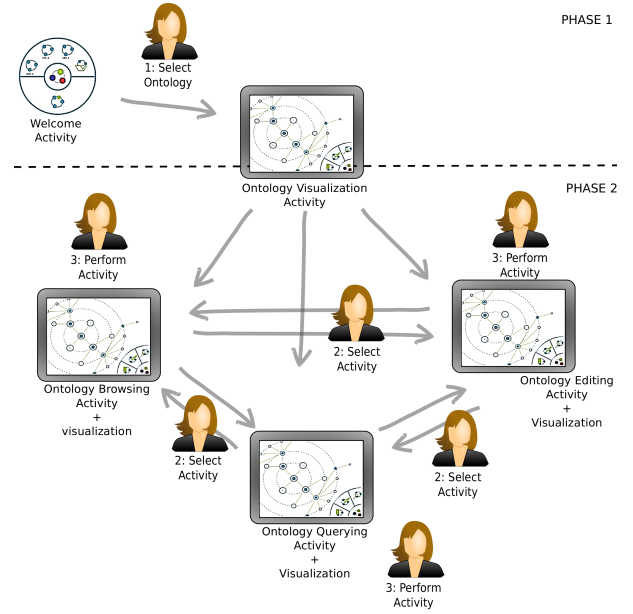 PHASE 1
1: Select
Ontology
Welcome
Activity
Ontology Visualization
Activity
PHASE 2
3: Perform
Activity
3: Perform
Activity
2: Select
Activity
Ontology Browsing
Activity
+
visualization
Ontology Editing
Activity
+
Visualization
2: Select
Activity
2: Select
Activity
Ontology Querying
Activity
+
Visualization
3: Perform
Activity